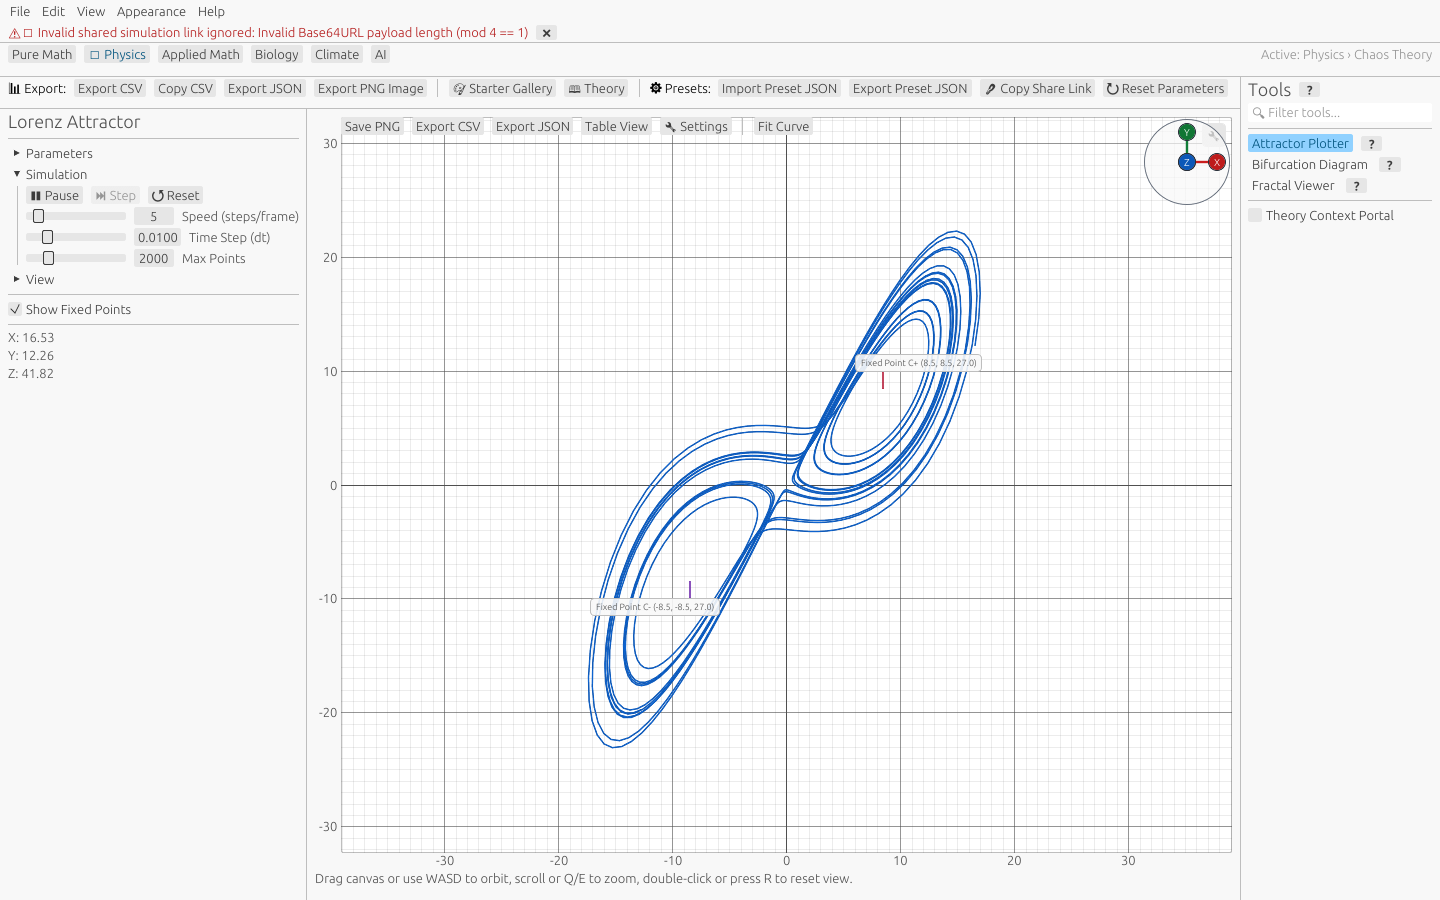 File Edit View Appearance Help
Invalid shared simulation link ignored: Invalid Base64URL payload length (mod 4 == 1)
Pure Math Physics Applied Math Biology Climate AI Active: Physics › Chaos Theory
Export: Export CSV Copy CSV Export JSON Export PNG Image Starter Gallery Theory Presets: Import Preset JSON Export Preset JSON Copy Share Link Reset Parameters
Lorenz Attractor
Parameters
Simulation
Pause Step Reset
5 Speed (steps/frame)
0.0100 Time Step (dt)
2000 Max Points
View
Show Fixed Points
X: 16.53
Y: 12.26
Z: 41.82
Save PNG Export CSV Export JSON Table View Settings Fit Curve
Y
Z X
30
20
10
0
-10
-20
-30
Fixed Point C+ (8.5, 8.5, 27.0)
Fixed Point C- (-8.5, -8.5, 27.0)
-30 -20 -10 0 10 20 30
Drag canvas or use WASD to orbit, scroll or Q/E to zoom, double-click or press R to reset view.
Tools ?
Filter tools...
Attractor Plotter ?
Bifurcation Diagram ?
Fractal Viewer ?
Theory Context Portal